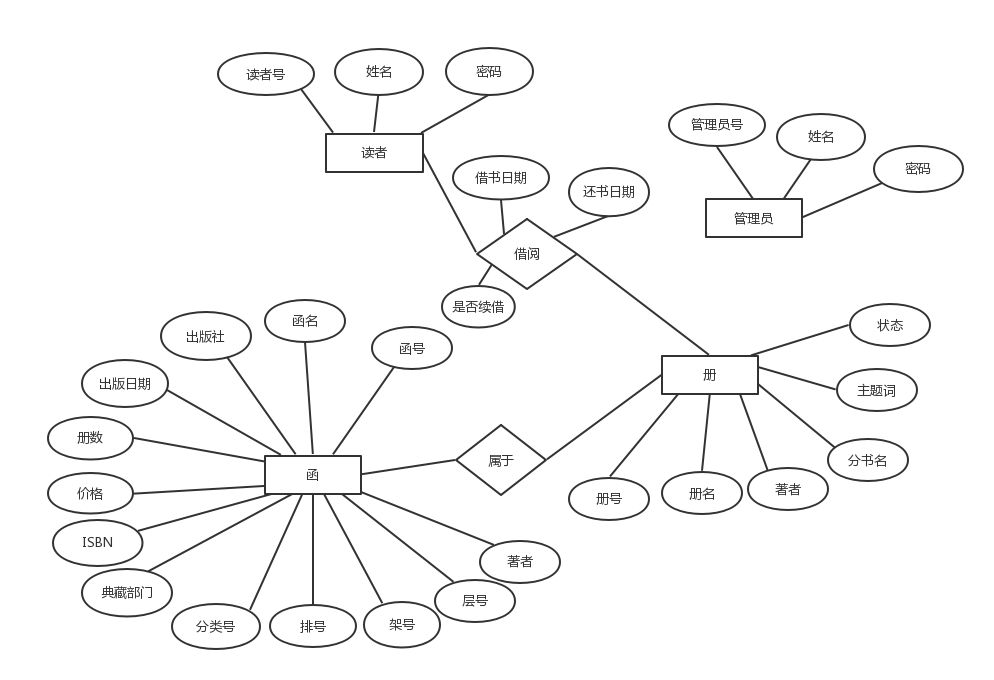 读者号
姓名
密码
读者
管理员号
姓名
密码
管理员
借书日期
还书日期
借阅
是否续借
出版社
函名
函号
出版日期
册数
价格
ISBN
典藏部门
函
属于
册
状态
主题词
分书名
著者
册名
册号
著者
层号
架号
排号
分类号